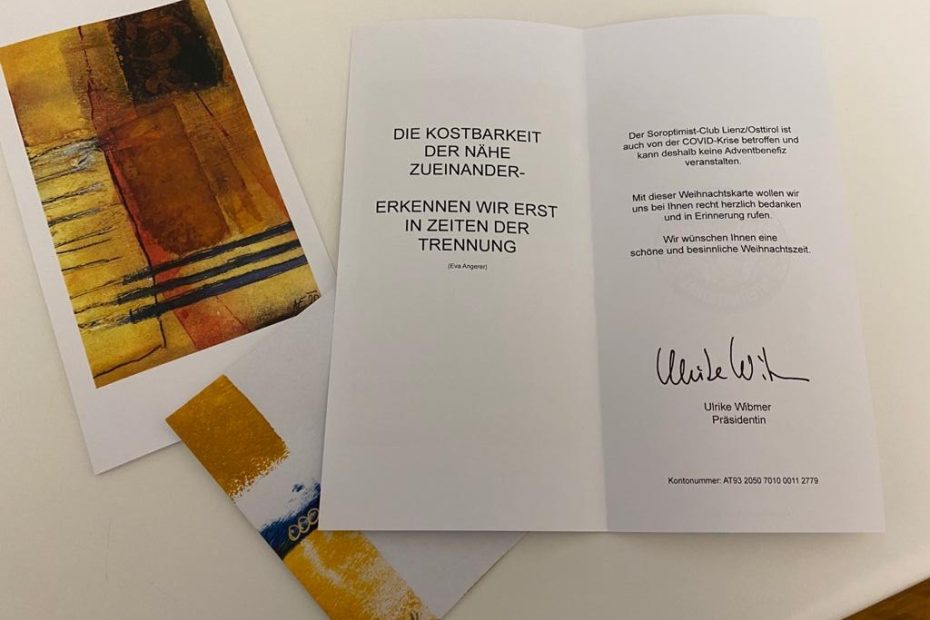 DIE KOSTBARKEIT
DER NÄHE
ZUEINANDER-
ERKENNEN WIR ERST
IN ZEITEN DER
TRENNUNG
(Eva Angerer)
Der Soroptimist-Club Lienz/Osttirol ist
auch von der COVID-Krise betroffen und
kann deshalb keine Adventbenefiz
veranstalten.
Mit dieser Weihnachtskarte wollen wir
uns bei Ihnen recht herzlich bedanken
und in Erinnerung rufen.
Wir wünschen Ihnen eine
schöne und besinnliche Weihnachtszeit.
Ulrike Wibmer
Präsidentin
Kontonummer: AT93 2050 7010 0011 2779